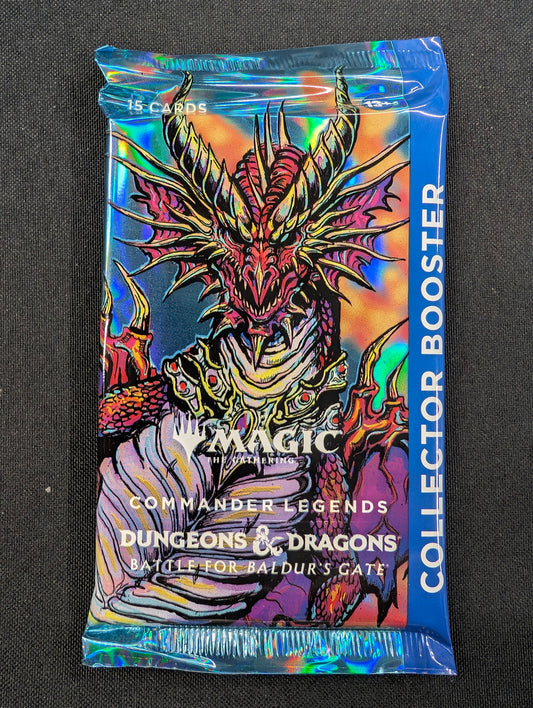 15 CARDS
13+
MAGIC
THE GATHERING
COMMANDER LEGENDS
DUNGEONS & DRAGONS
BATTLE FOR BALDUR'S GATE
COLLECTOR BOOSTER